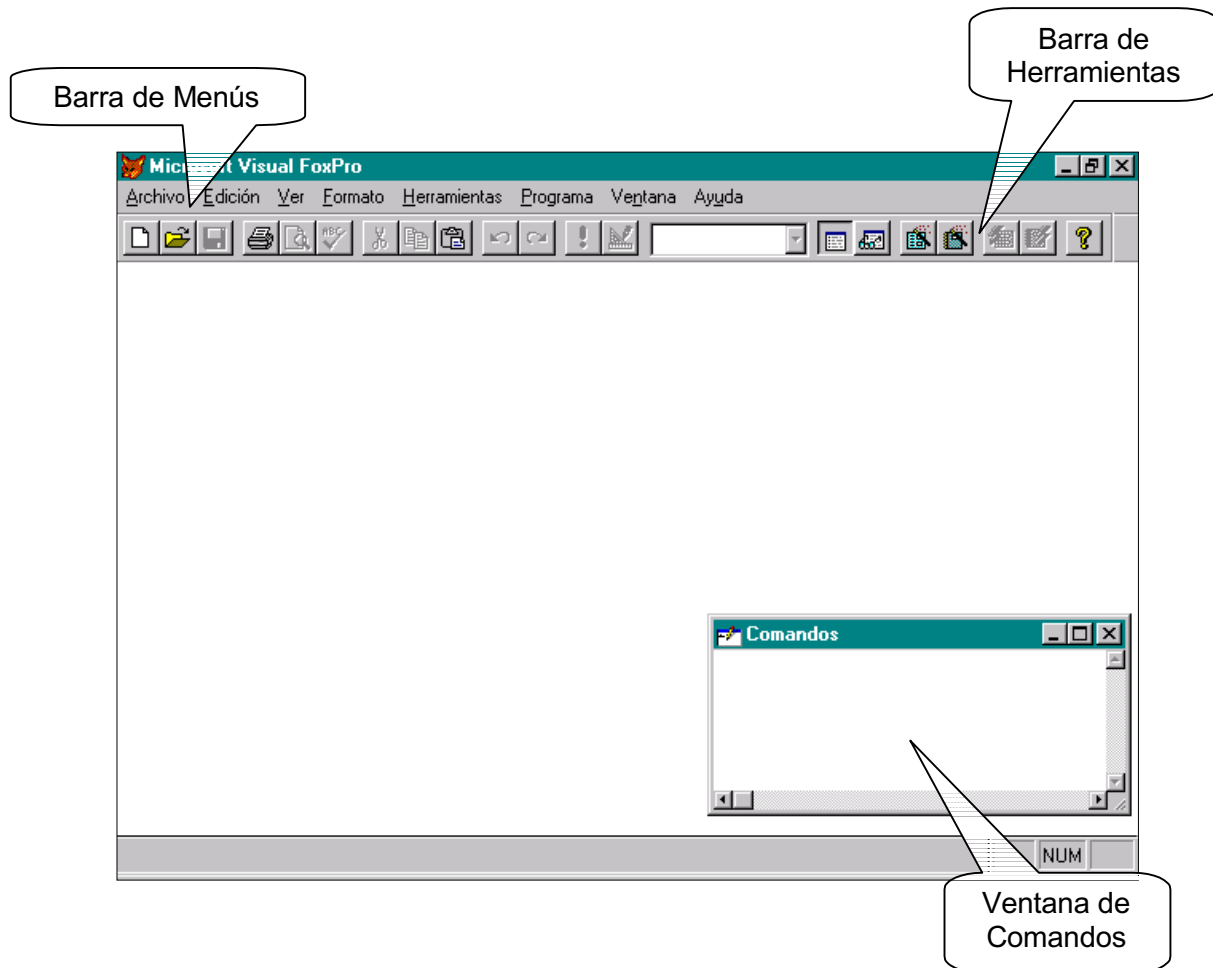 Barra de
Herramientas
Barra de Menús
Visual FoxPro
Archivo Edición Ver Formato Herramientas Programa Ventana Ayuda
ABC
Comandos
NUM
Ventana de
Comandos